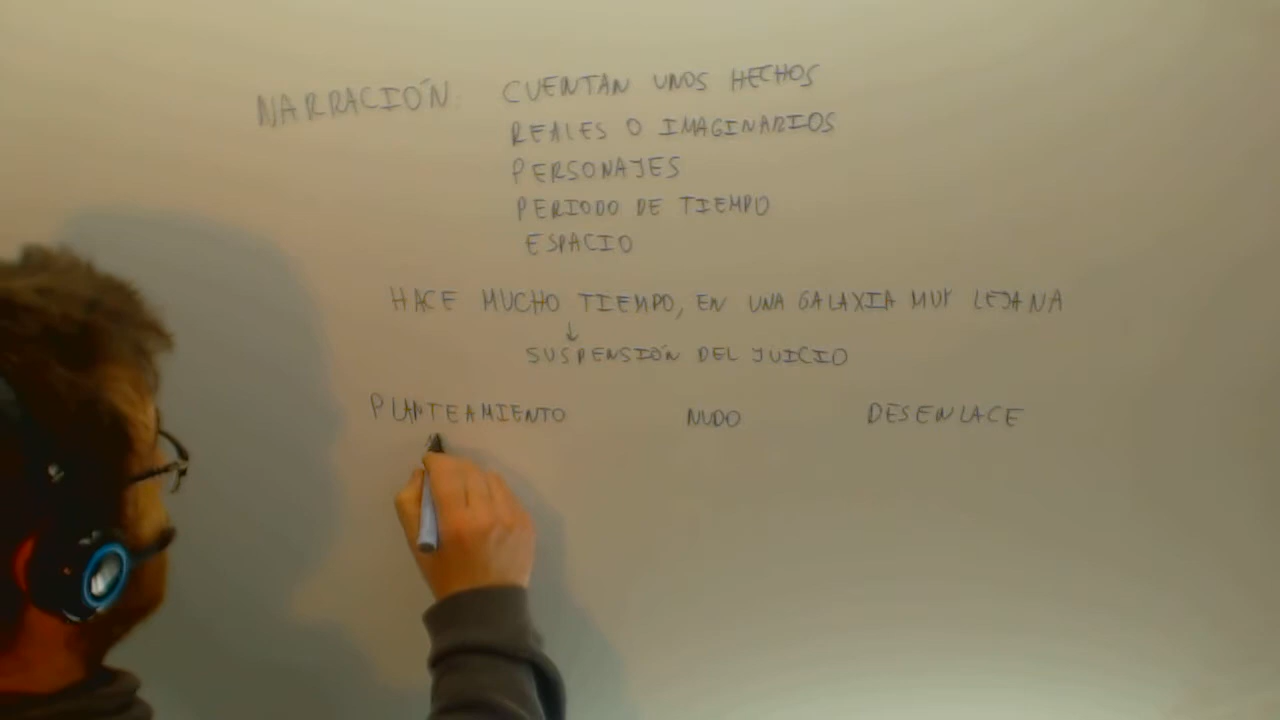 NARRACIÓN: CUENTAN UNOS HECHOS
REALES O IMAGINARIOS
PERSONAJES
PERIODO DE TIEMPO
ESPACIO
HACE MUCHO TIEMPO, EN UNA GALAXIA MUY LEJANA
↓
SUSPENSIÓN DEL JUICIO
PLANTEAMIENTO NUDO DESENLACE